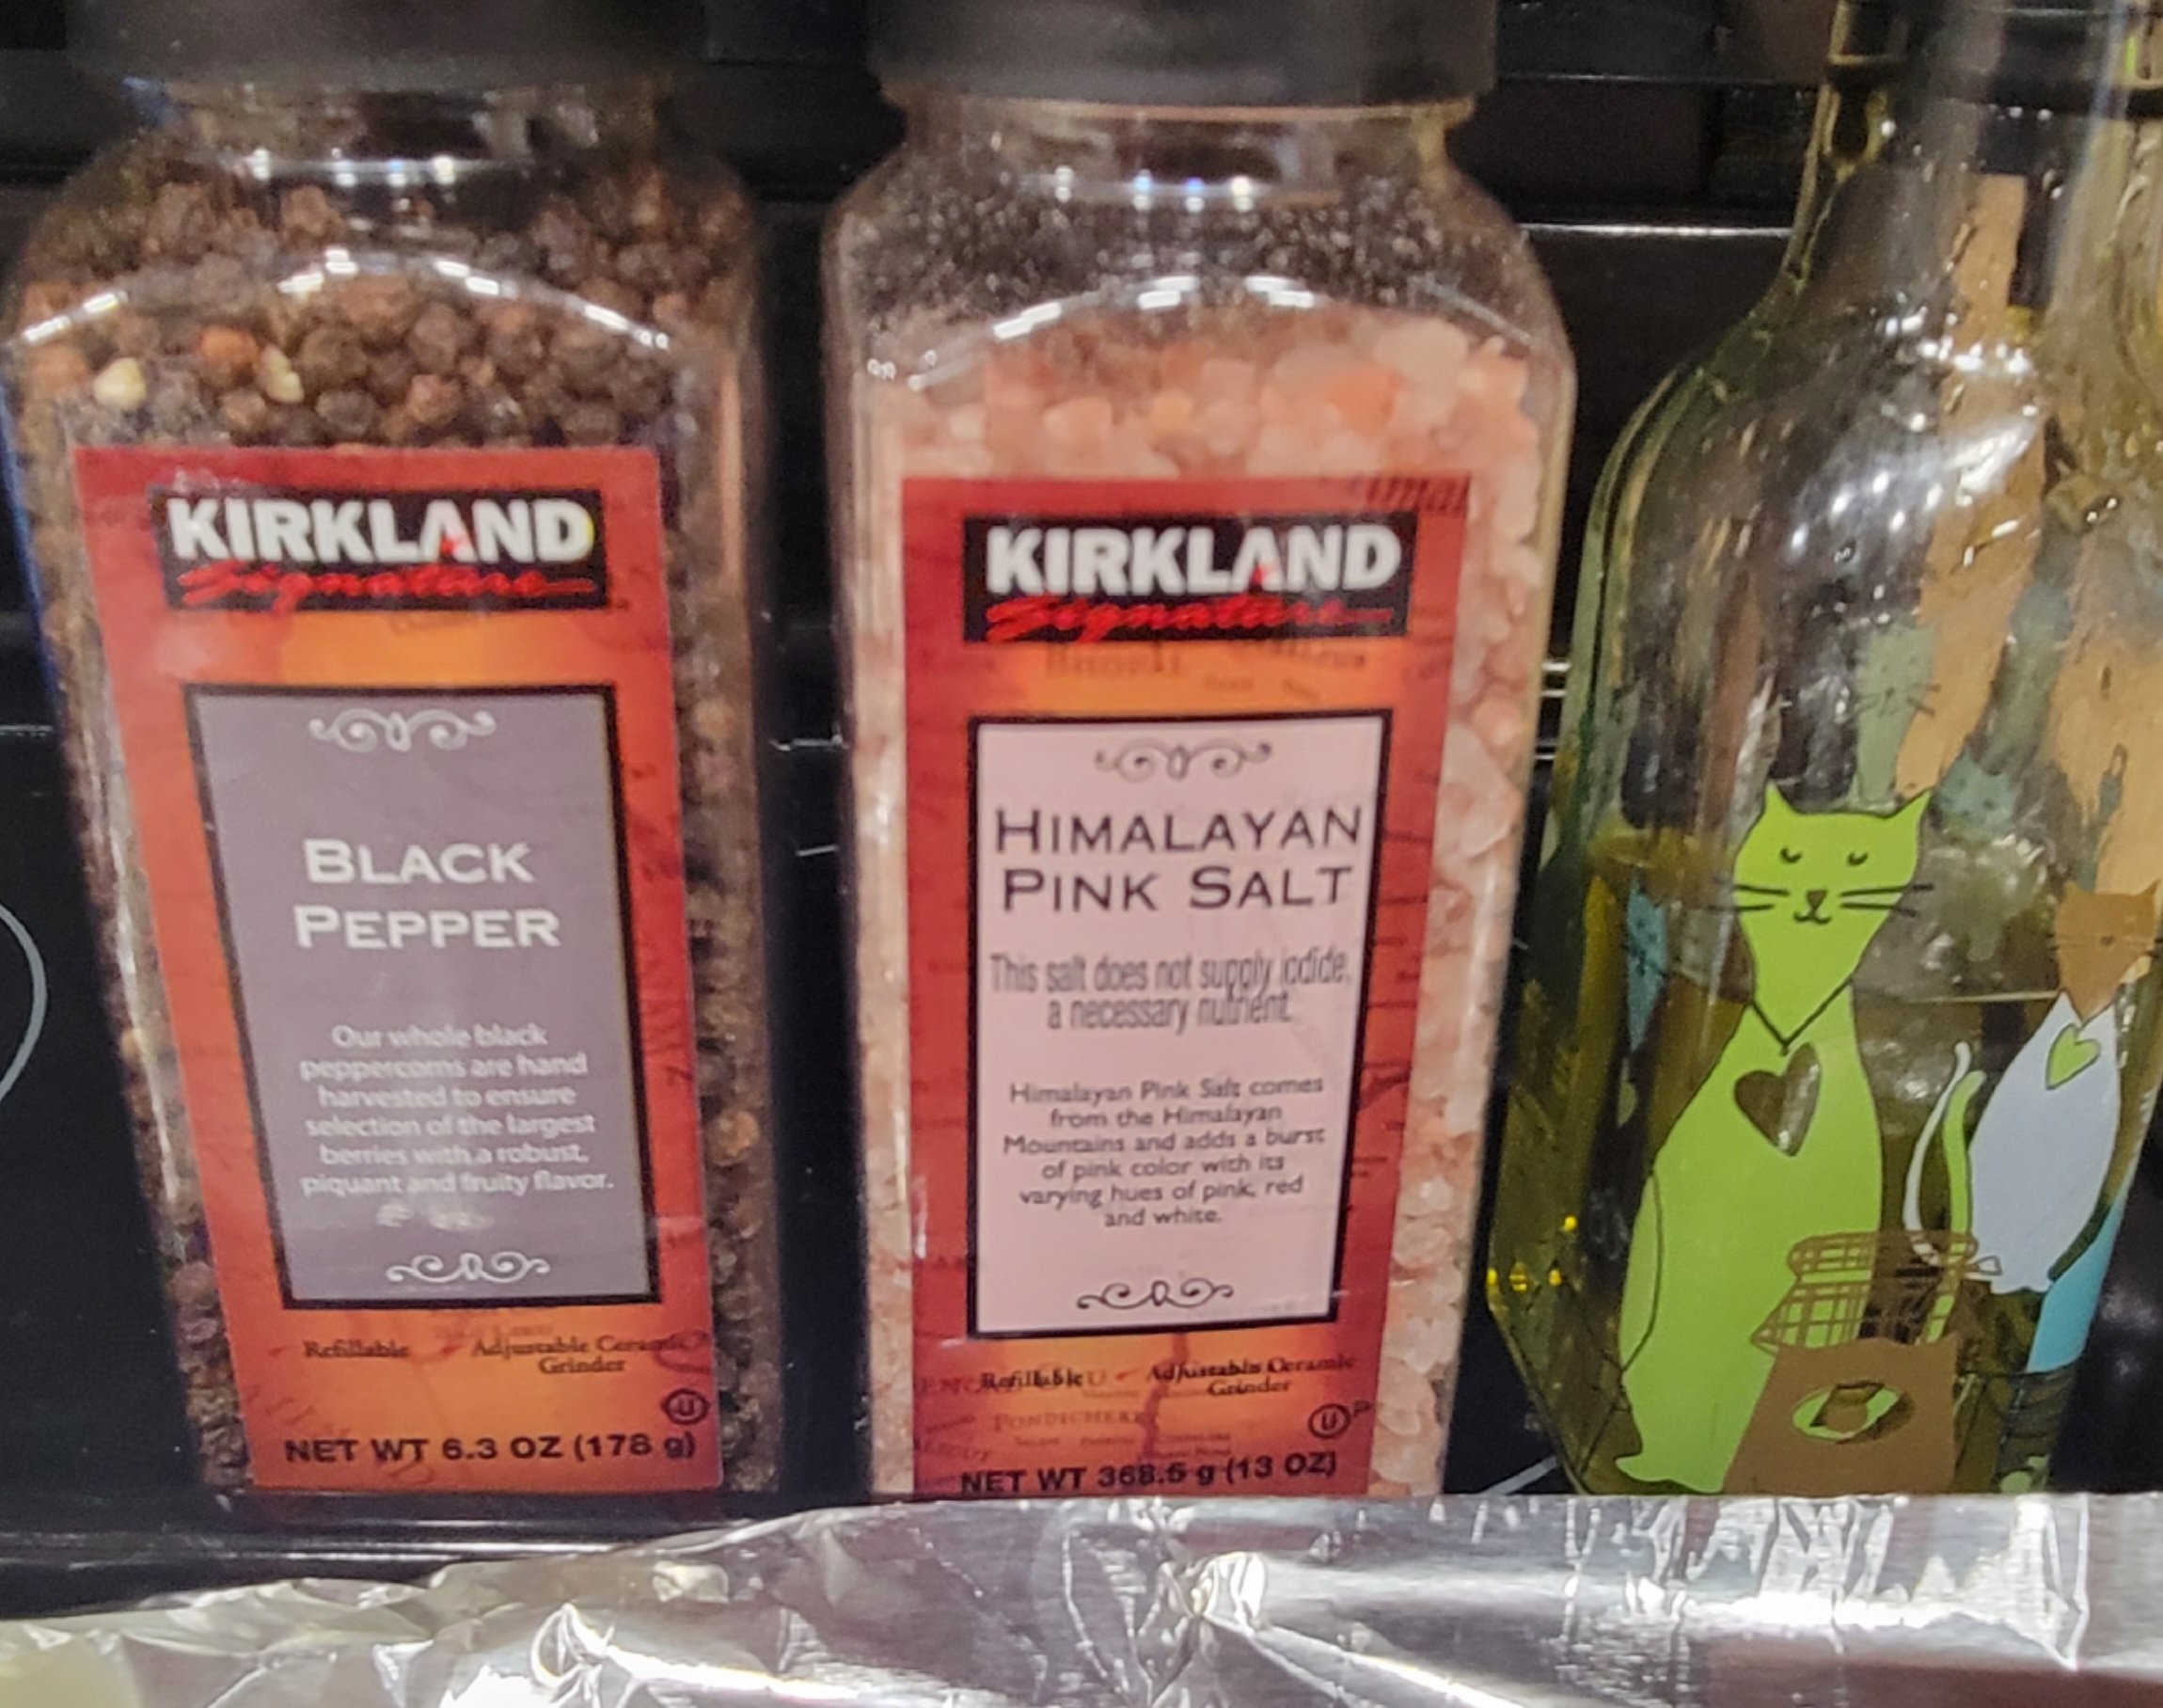 KIRKLAND
Signature
BLACK
PEPPER
Our whole black
peppercorns are hand
harvested to ensure
selection of the largest
berries with a robust,
piquant and fruity flavor.
Refillable
Adjustable Ceramic
Grinder
U
NET WT 6.3 OZ (178 g)
KIRKLAND
Signature
HIMALAYAN
PINK SALT
This salt does not supply iodide,
a necessary nutrient.
Himalayan Pink Salt comes
from the Himalayan
Mountains and adds a burst
of pink color with its
varying hues of pink, red
and white.
Refillable
Adjustable Ceramic
Grinder
PONDICHERRY
U P
NET WT 368.5 g (13 OZ)